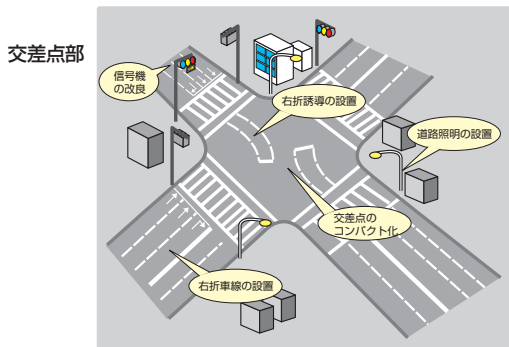 交差点部
信号機
の改良
右折誘導の設置
道路照明の設置
交差点の
コンパクト化
右折車線の設置